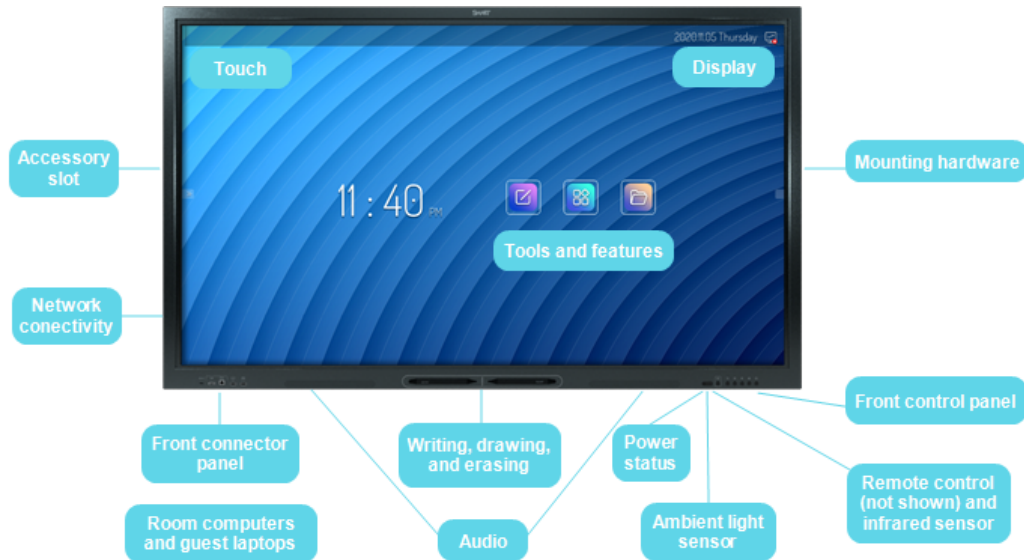 SMART
2020.11.05 Thursday
Touch
Display
Accessory
slot
Mounting hardware
11 : 40 PM
Tools and features
Network
conectivity
Front control panel
Front connector
panel
Writing, drawing,
and erasing
Power
status
Remote control
(not shown) and
infrared sensor
Room computers
and guest laptops
Audio
Ambient light
sensor